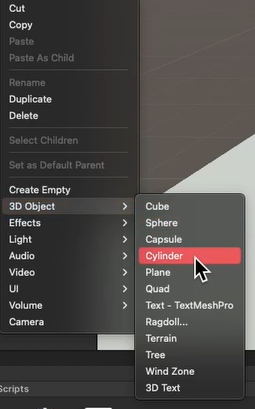 Cut
Copy
Paste
Paste As Child
Rename
Duplicate
Delete
Select Children
Set as Default Parent
Create Empty
3D Object
Effects
Light
Audio
Video
UI
Volume
Camera
Cube
Sphere
Capsule
Cylinder
Plane
Quad
Text - TextMeshPro
Ragdoll...
Terrain
Tree
Wind Zone
3D Text
Scripts